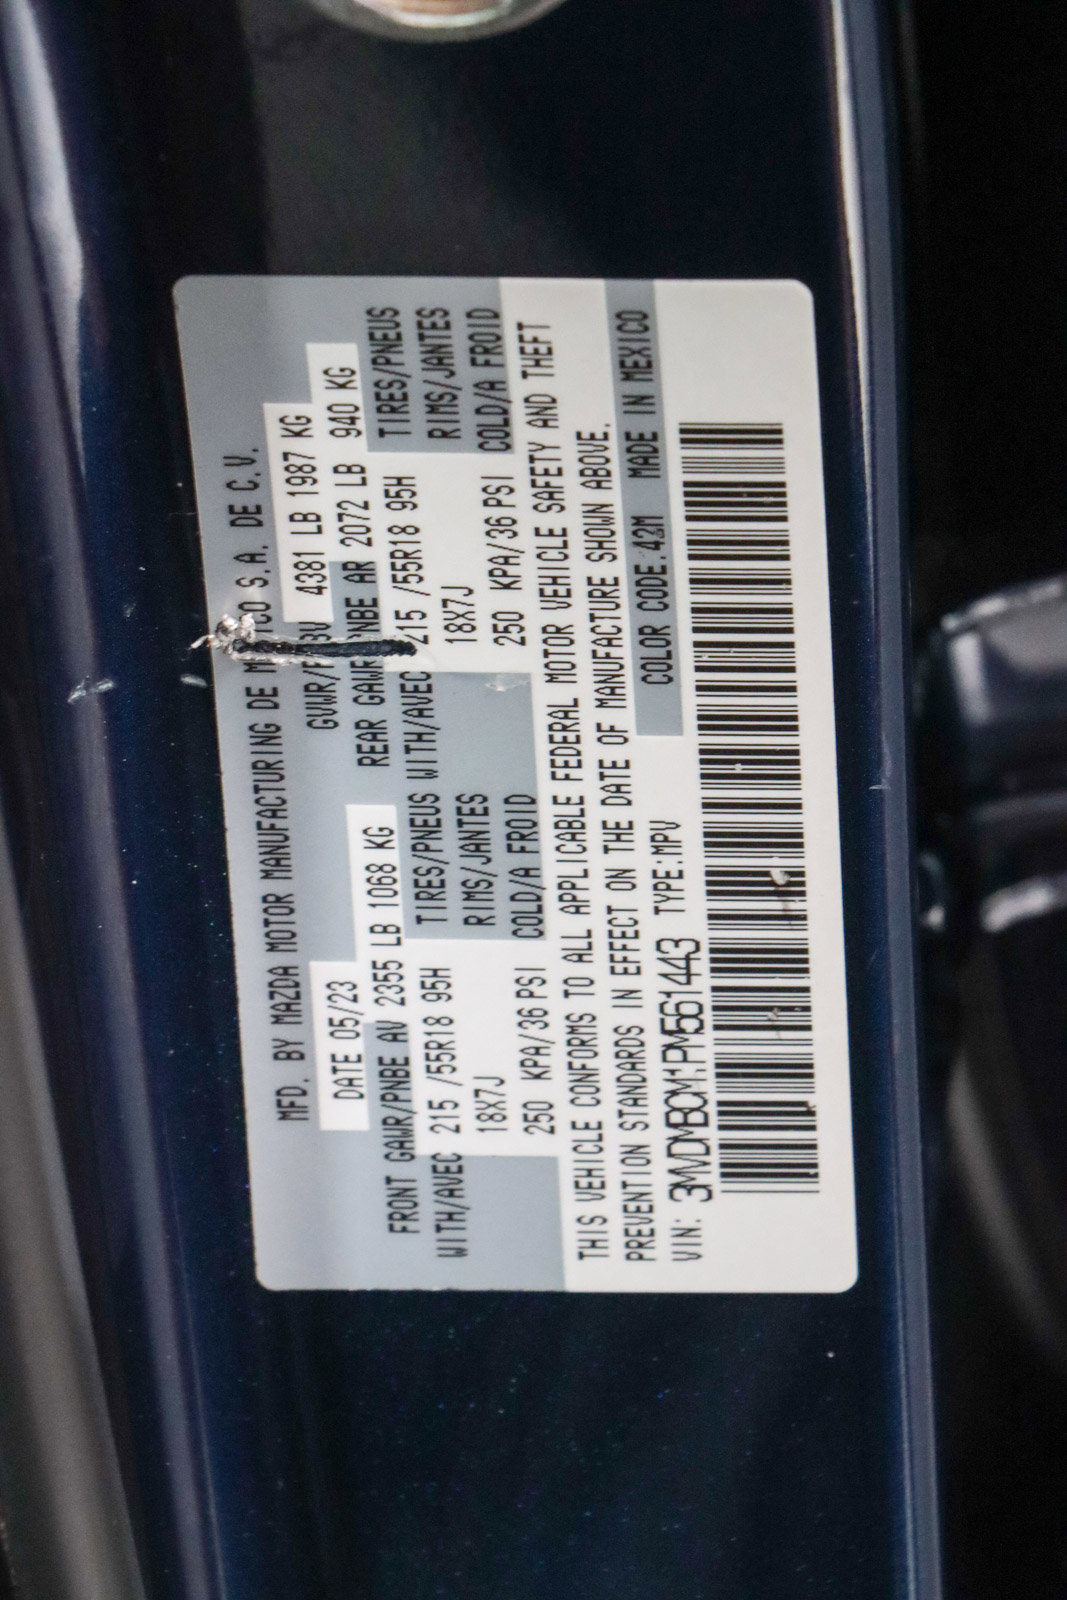 MFD. BY MAZDA MOTOR MANUFACTURING DE S.A. DE C.V.
DATE 05/23 4381 LB 1987 KG
FRONT GAWR/PNBE AV 2355 LB 1068 KG REAR AR 2072 LB 940 KG
WITH/AVEC 215 /55R18 95H TIRES/PNEUS WITH/AVEC 215 /55R18 95H TIRES/PNEUS
18X7J RIMS/JANTES 18X7J RIMS/JANTES
250 KPA/36 PSI COLD/A FROID 250 KPA/36 PSI COLD/A FROID
THIS VEHICLE CONFORMS TO ALL APPLICABLE FEDERAL MOTOR VEHICLE SAFETY AND THEFT
PREVENTION STANDARDS IN EFFECT ON THE DATE OF MANUFACTURE SHOWN ABOVE.
VIN: 3MVDMBCM1PM561443 TYPE:MPV COLOR CODE.42M MADE IN MEXICO